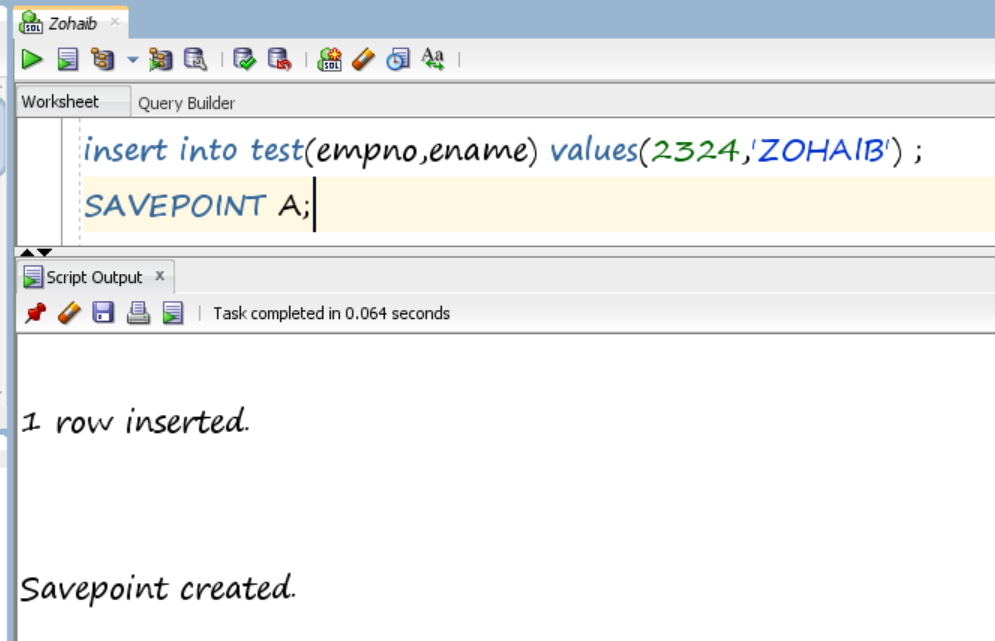 Zohaib
Worksheet Query Builder
insert into test(empno,ename) values(2324,'ZOHAIB') ;
SAVEPOINT A;
Script Output x
Task completed in 0.064 seconds
1 row inserted.
Savepoint created.